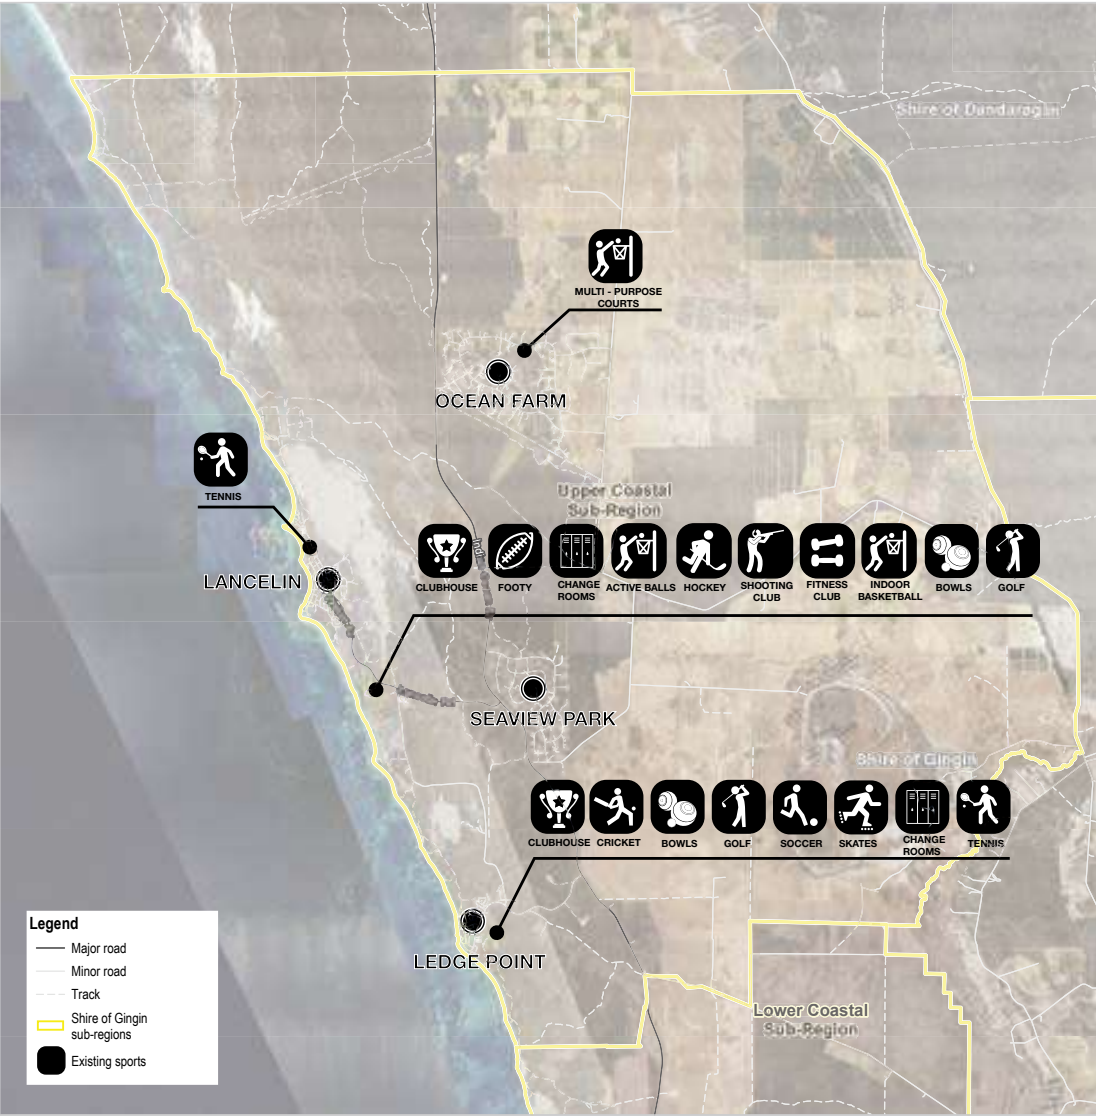 Shire of Dandaragan
MULTI - PURPOSE
COURTS
OCEAN FARM
TENNIS
Upper Coastal
Sub-Region
LANCELIN
CLUBHOUSE
FOOTY
CHANGE
ROOMS
ACTIVE BALLS
HOCKEY
SHOOTING
CLUB
FITNESS
CLUB
INDOOR
BASKETBALL
BOWLS
GOLF
SEAVIEW PARK
Shire of Gingin
CLUBHOUSE
CRICKET
BOWLS
GOLF
SOCCER
SKATES
CHANGE
ROOMS
TENNIS
LEDGE POINT
Lower Coastal
Sub-Region
Legend
Major road
Minor road
Track
Shire of Gingin
sub-regions
Existing sports